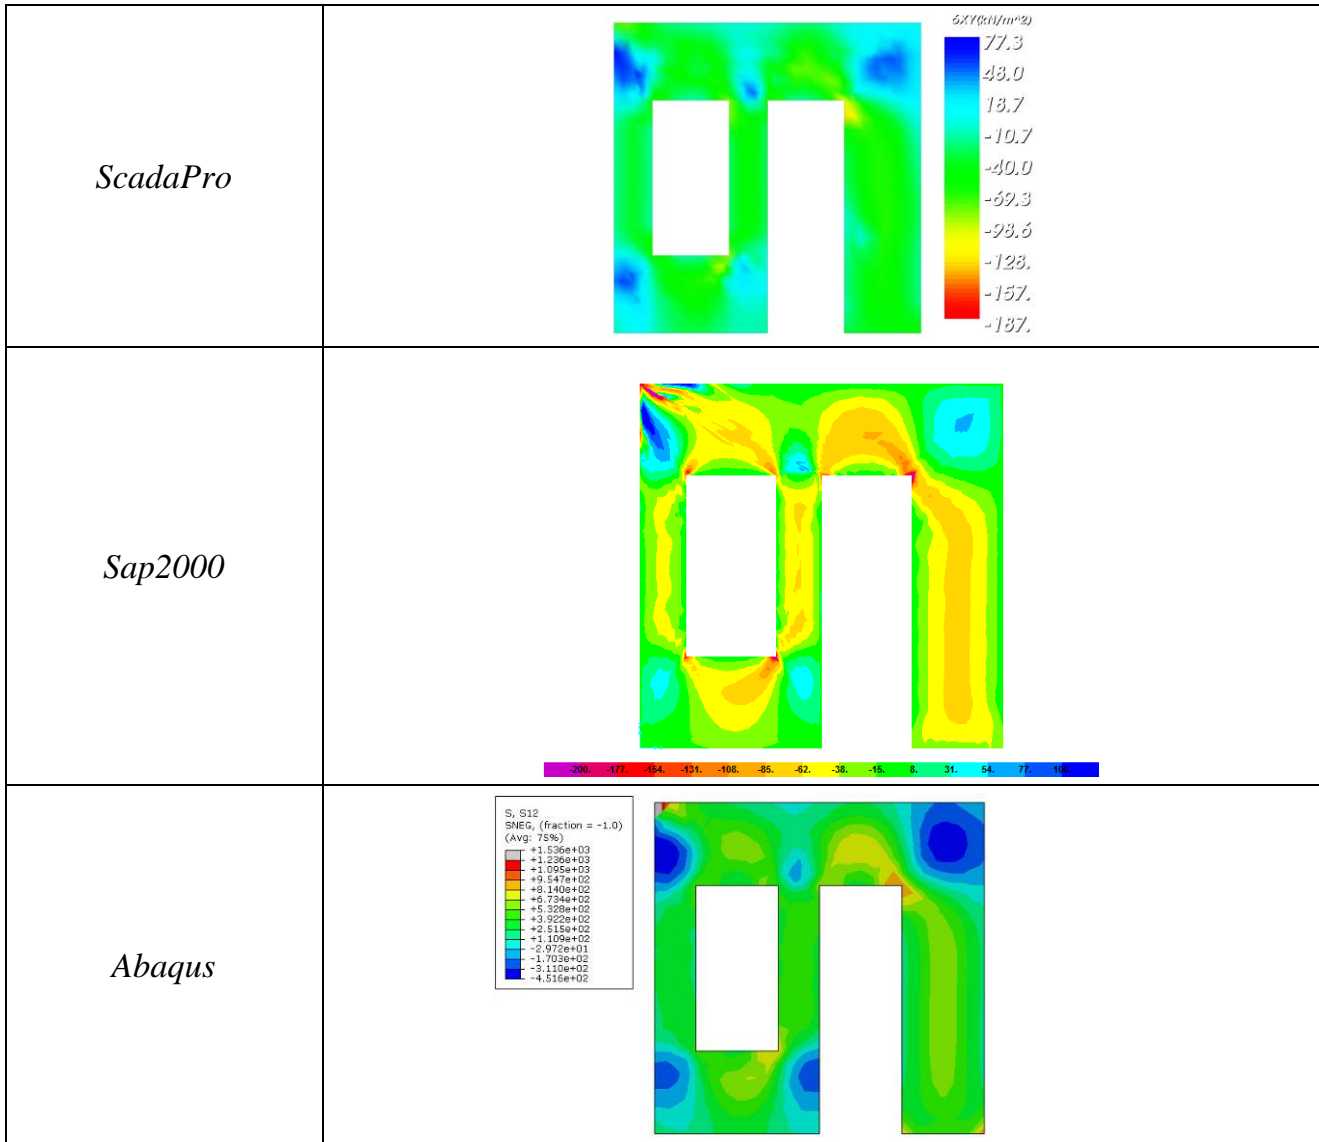 ScadaPro
6XY(kN/m^2)
77.3
48.0
18.7
-10.7
-40.0
-69.3
-98.6
-128.
-157.
-187.
Sap2000
-200. -177. -154. -131. -108. -85. -62. -38. -15. 8. 31. 54. 77. 100.
Abaqus
S, S12
SNEG, (fraction = -1.0)
(Avg: 75%)
+1.536e+03
+1.236e+03
+1.095e+03
+9.547e+02
+8.140e+02
+6.734e+02
+5.328e+02
+3.922e+02
+2.515e+02
+1.109e+02
-2.972e+01
-1.703e+02
-3.110e+02
-4.516e+02